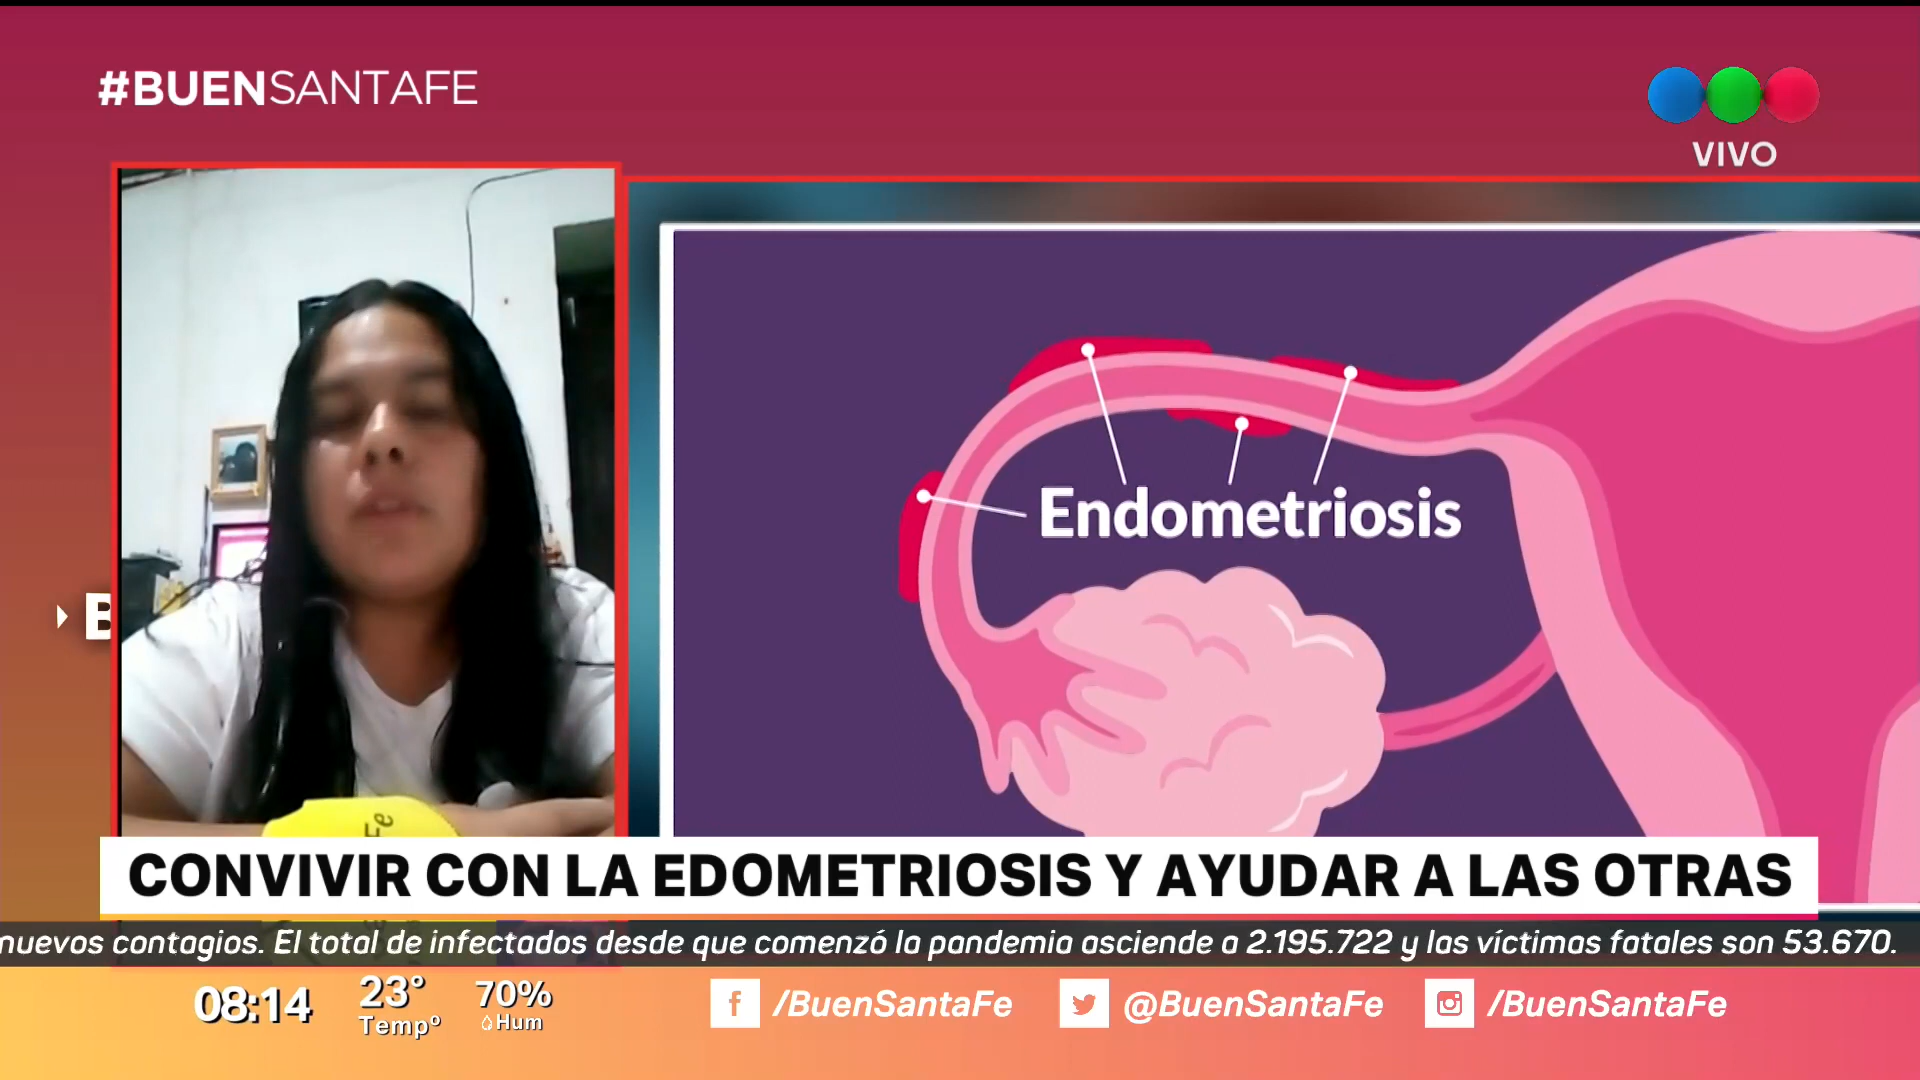 #BUENSANTAFE
VIVO
Endometriosis
B
Fe
CONVIVIR CON LA EDOMETRIOSIS Y AYUDAR A LAS OTRAS
nuevos contagios. El total de infectados desde que comenzó la pandemia asciende a 2.195.722 y las víctimas fatales son 53.670.
08:14
23° 70%
Tempº Hum
/BuenSantaFe @BuenSantaFe /BuenSantaFe